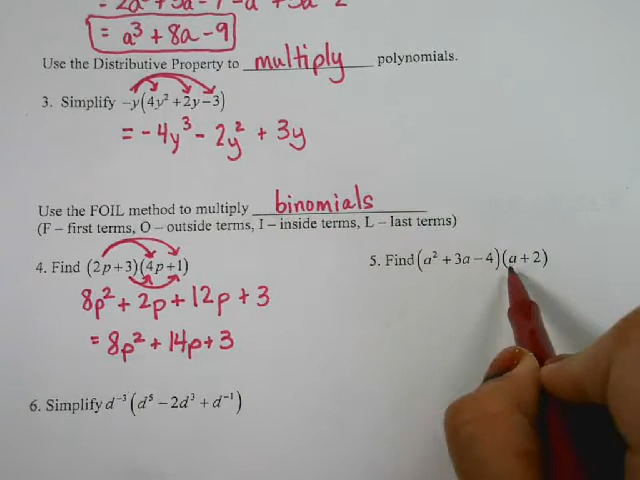 = a³ + 8a - 9
Use the Distributive Property to multiply polynomials.
3. Simplify -y(4y² + 2y - 3)
= - 4y³ - 2y² + 3y
Use the FOIL method to multiply binomials
(F – first terms, O – outside terms, I – inside terms, L – last terms)
4. Find (2p + 3)(4p + 1)
8p² + 2p + 12p + 3
= 8p² + 14p + 3
5. Find (a² + 3a - 4)(a + 2)
6. Simplify d⁻³(d⁵ - 2d³ + d⁻¹)